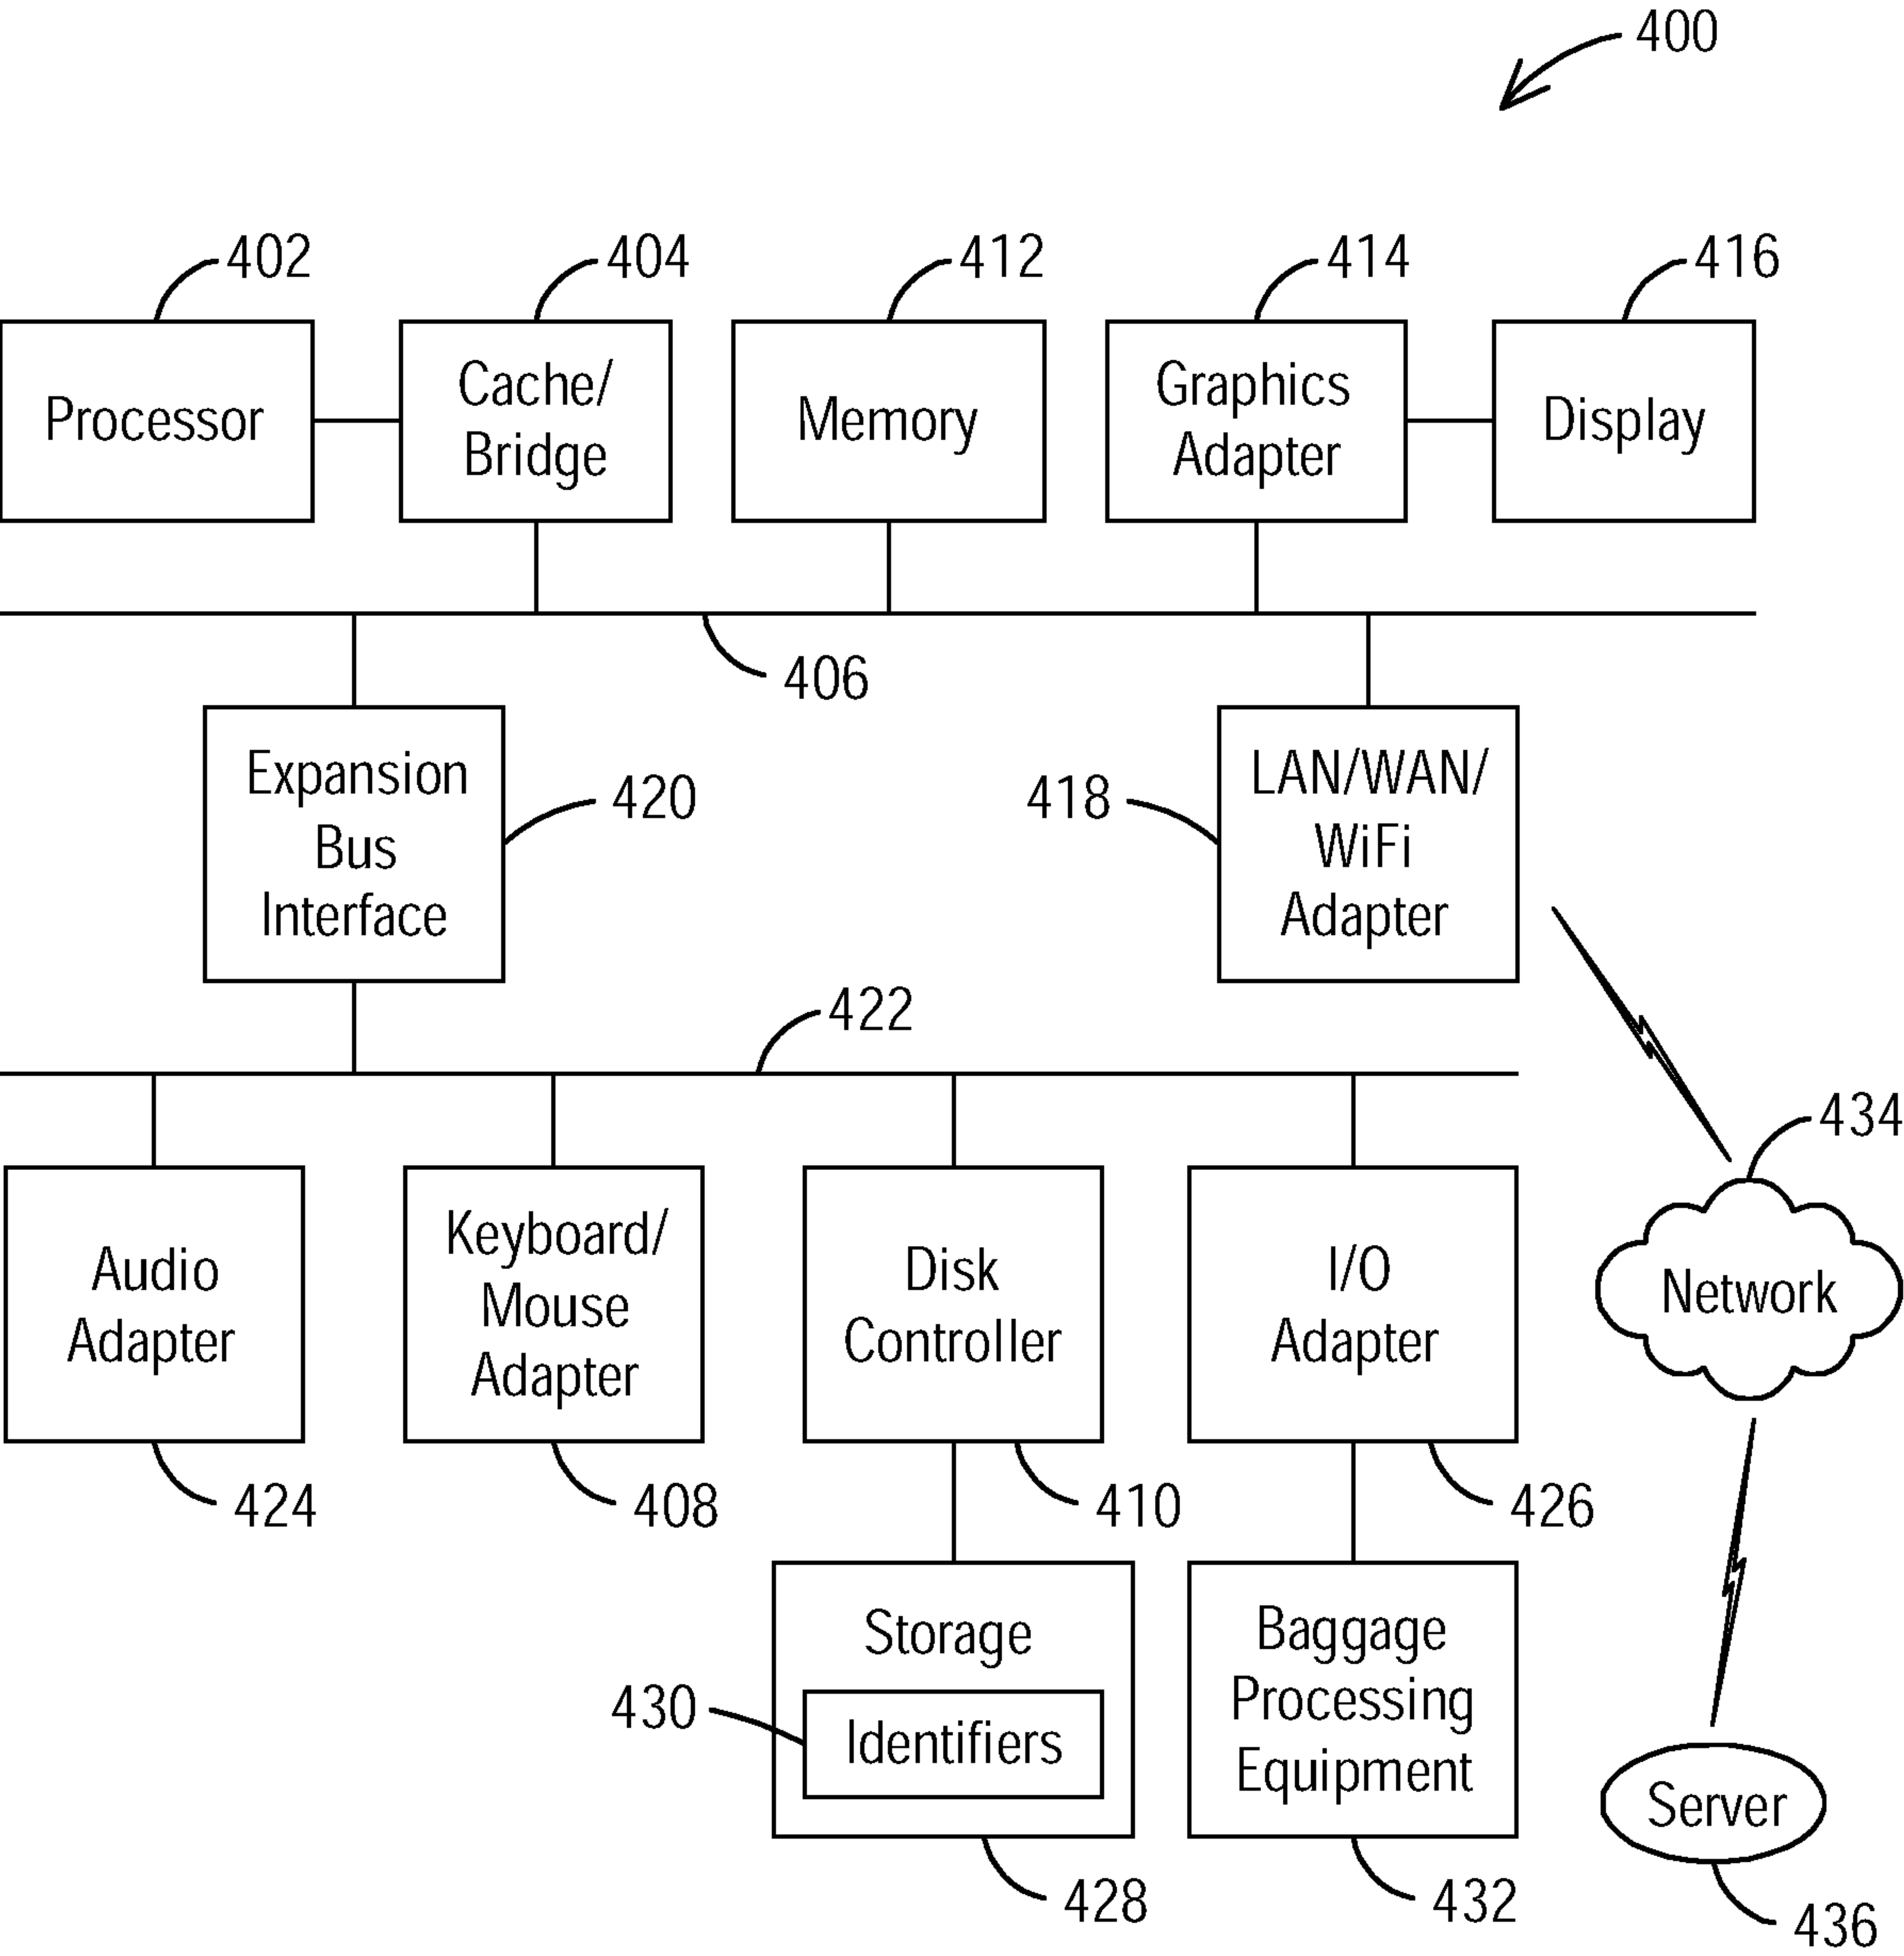 400
402
404
412
414
416
Processor
Cache/
Bridge
Memory
Graphics
Adapter
Display
406
Expansion
Bus
Interface
420
418
LAN/WAN/
WiFi
Adapter
422
434
Audio
Adapter
Keyboard/
Mouse
Adapter
Disk
Controller
I/O
Adapter
Network
424
408
410
426
Storage
430
Identifiers
Baggage
Processing
Equipment
Server
428
432
436